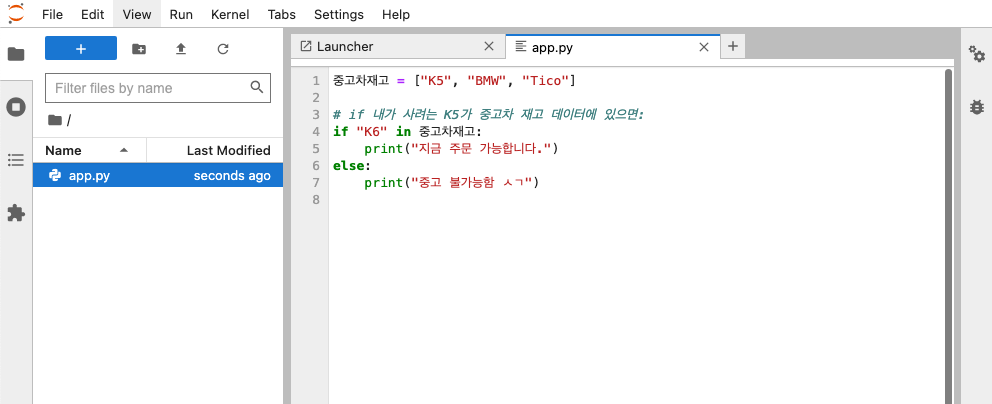 File Edit View Run Kernel Tabs Settings Help
Launcher
app.py
Filter files by name
/
Name Last Modified
app.py seconds ago
1 중고차재고 = ["K5", "BMW", "Tico"]
2
3 # if 내가 사려는 K5가 중고차 재고 데이터에 있으면:
4 if "K6" in 중고차재고:
5 print("지금 주문 가능합니다.")
6 else:
7 print("중고 불가능함 ㅅㄱ")
8